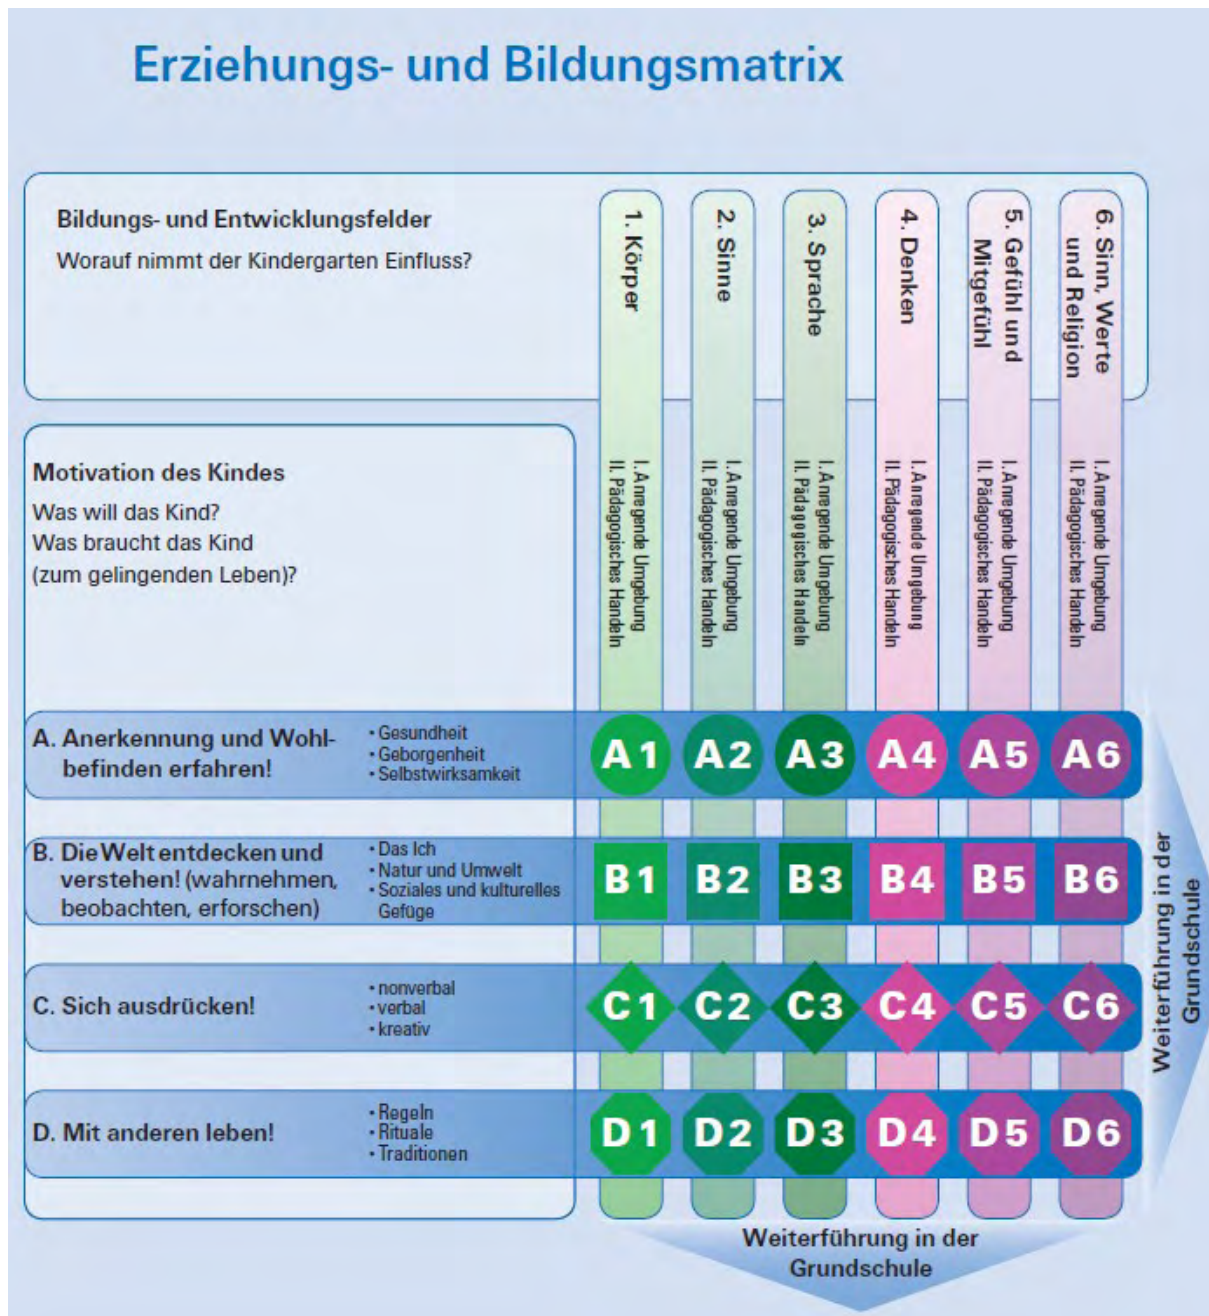 Erziehungs- und Bildungsmatrix
Bildungs- und Entwicklungsfelder
Worauf nimmt der Kindergarten Einfluss?
1. Körper
2. Sinne
3. Sprache
4. Denken
5. Gefühl und
Mitgefühl
6. Sinn, Werte
und Religion
Motivation des Kindes
Was will das Kind?
Was braucht das Kind
(zum gelingenden Leben)?
I. Anregende Umgebung
II. Pädagogisches Handeln
I. Anregende Umgebung
II. Pädagogisches Handeln
I. Anregende Umgebung
II. Pädagogisches Handeln
I. Anregende Umgebung
II. Pädagogisches Handeln
I. Anregende Umgebung
II. Pädagogisches Handeln
I. Anregende Umgebung
II. Pädagogisches Handeln
A. Anerkennung und Wohl-
befinden erfahren!
• Gesundheit
• Geborgenheit
• Selbstwirksamkeit
A1 A2 A3 A4 A5 A6
B. Die Welt entdecken und
verstehen! (wahrnehmen,
beobachten, erforschen)
• Das Ich
• Natur und Umwelt
• Soziales und kulturelles
Gefüge
B1 B2 B3 B4 B5 B6
C. Sich ausdrücken!
• nonverbal
• verbal
• kreativ
C1 C2 C3 C4 C5 C6
D. Mit anderen leben!
• Regeln
• Rituale
• Traditionen
D1 D2 D3 D4 D5 D6
Weiterführung in der
Grundschule
Weiterführung in der
Grundschule